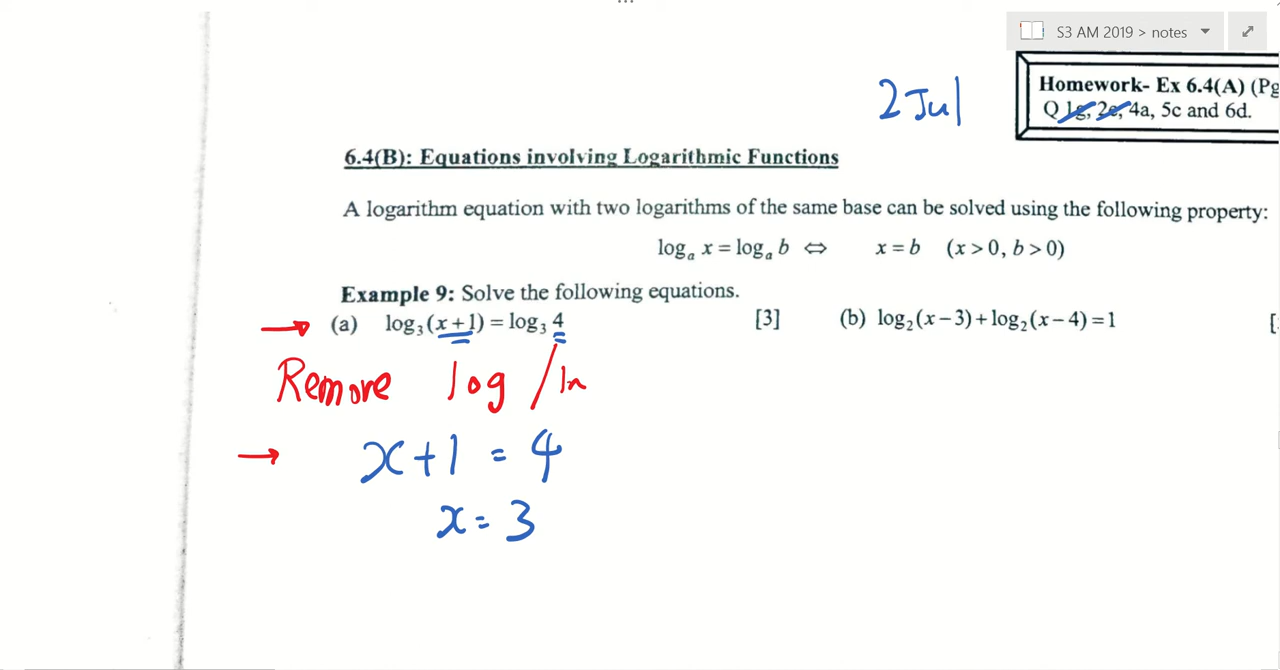 S3 AM 2019 > notes
2 Jul
Homework- Ex 6.4(A) (Pg
Q 1g, 2e, 4a, 5c and 6d.
6.4(B): Equations involving Logarithmic Functions
A logarithm equation with two logarithms of the same base can be solved using the following property:
logₐ x = logₐ b ⇔ x = b (x > 0, b > 0)
Example 9: Solve the following equations.
→ (a) log₃(x+1) = log₃ 4 [3] (b) log₂(x−3)+log₂(x−4)=1 [
Remove log / ln
→ x+1 = 4
x = 3